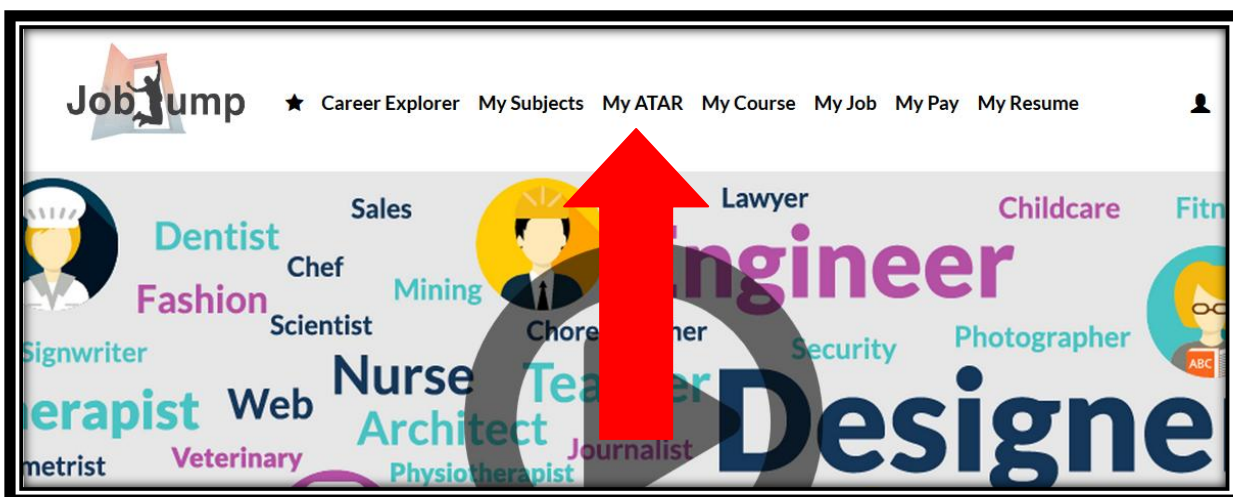 JobJump
Career Explorer My Subjects My ATAR My Course My Job My Pay My Resume
Sales
Lawyer
Childcare
Dentist
Chef
Mining
Fashion
Scientist
Signwriter
Security
Photographer
ABC
Nurse
Web
Architect
Journalist
Veterinary
Physiotherapist